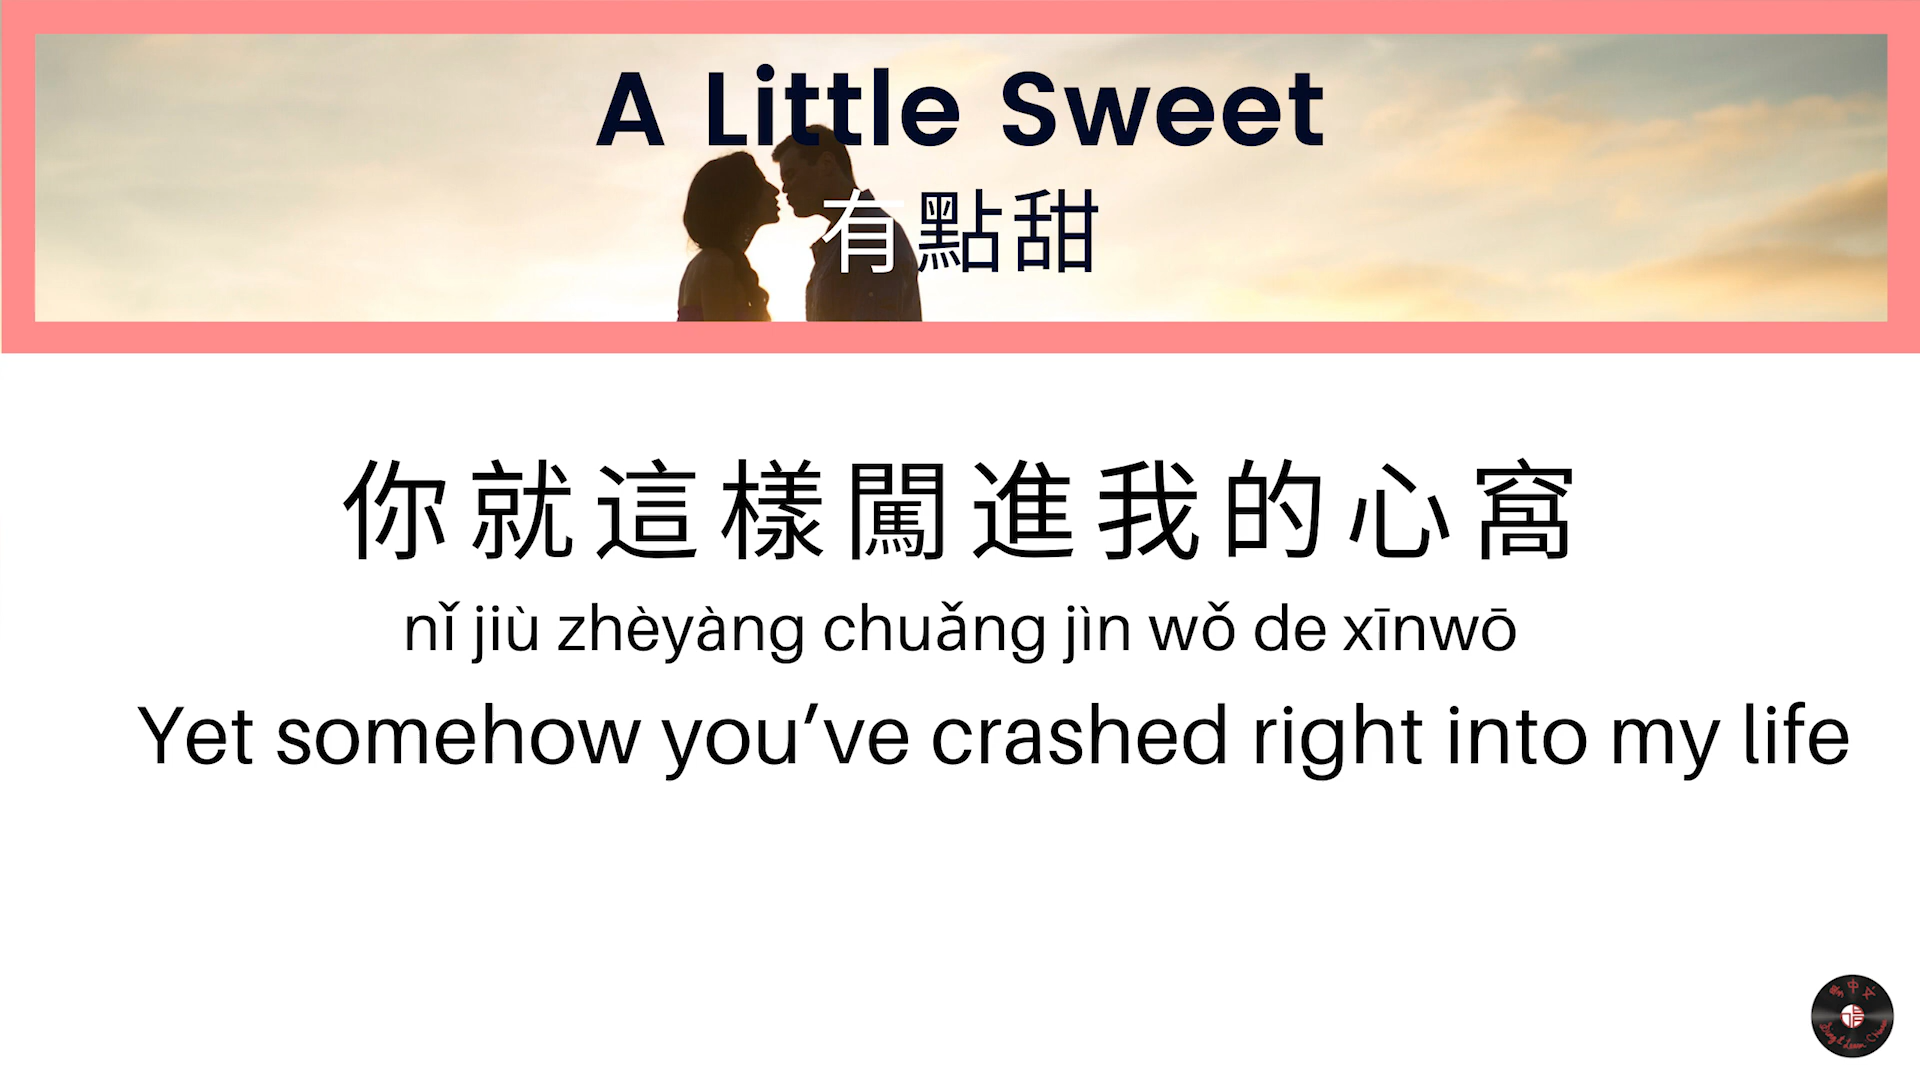 A Little Sweet
有點甜
你就這樣闖進我的心窩
nǐ jiù zhèyàng chuǎng jìn wǒ de xīnwō
Yet somehow you’ve crashed right into my life